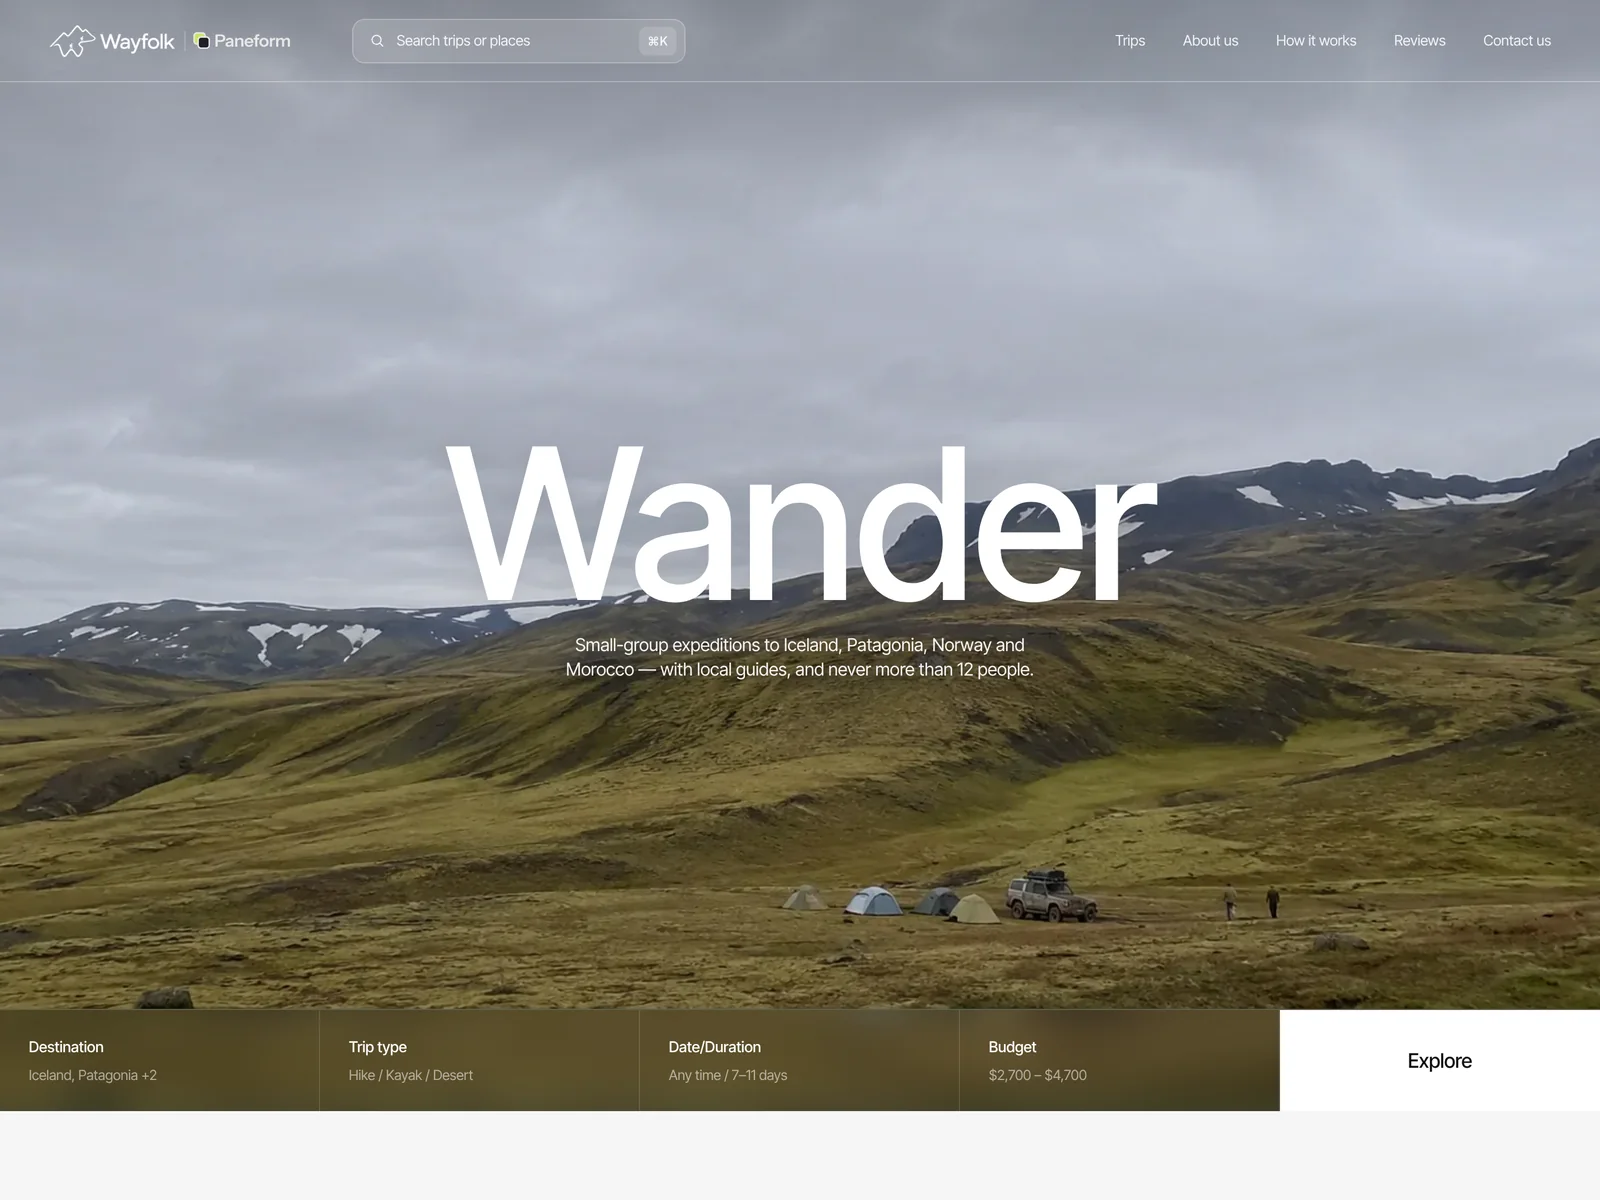 Wayfolk
Paneform
Search trips or places
⌘K
Trips
About us
How it works
Reviews
Contact us
Wander
Small-group expeditions to Iceland, Patagonia, Norway and
Morocco — with local guides, and never more than 12 people.
Destination
Iceland, Patagonia +2
Trip type
Hike / Kayak / Desert
Date/Duration
Any time / 7–11 days
Budget
$2,700 – $4,700
Explore